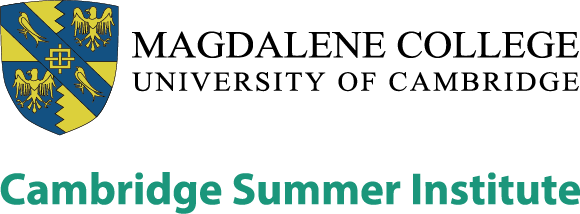 MAGDALENE COLLEGE
UNIVERSITY OF CAMBRIDGE
Cambridge Summer Institute